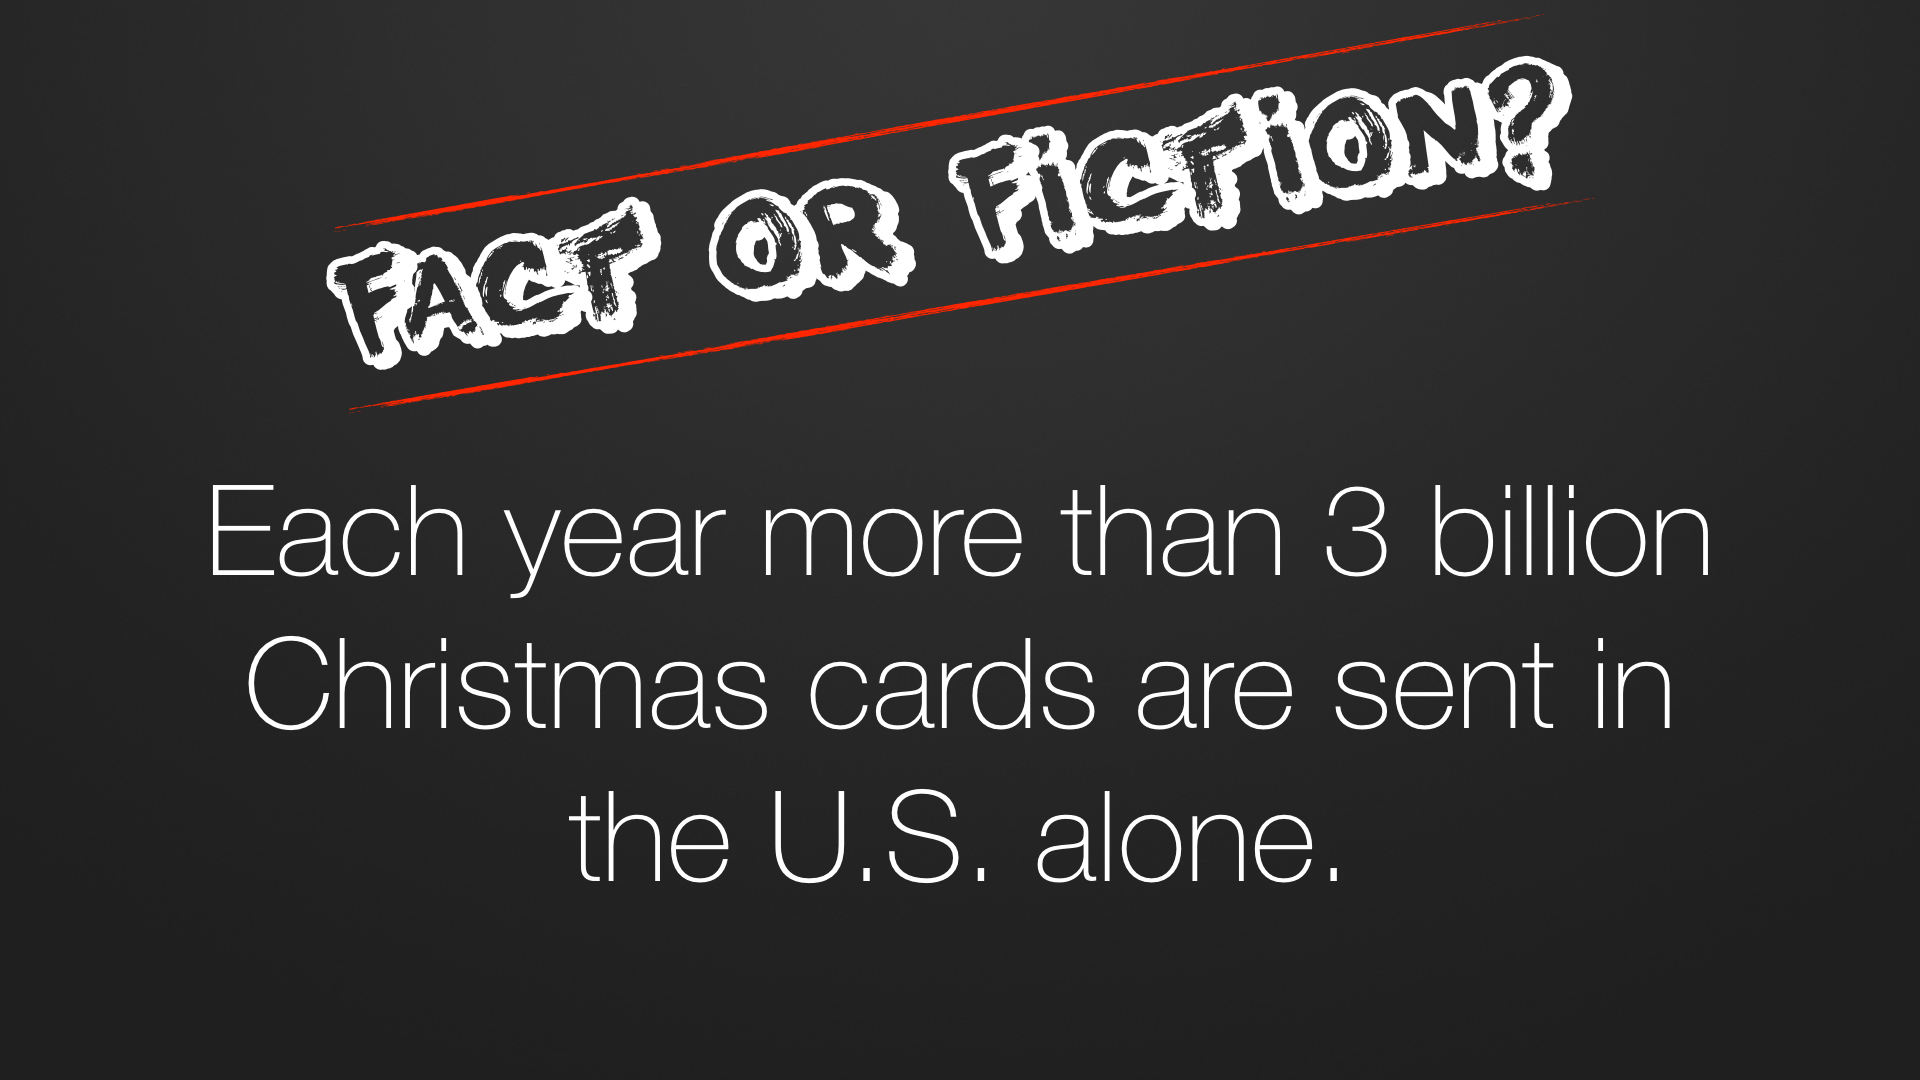 FACT OR FiCTiON?
Each year more than 3 billion
Christmas cards are sent in
the U.S. alone.